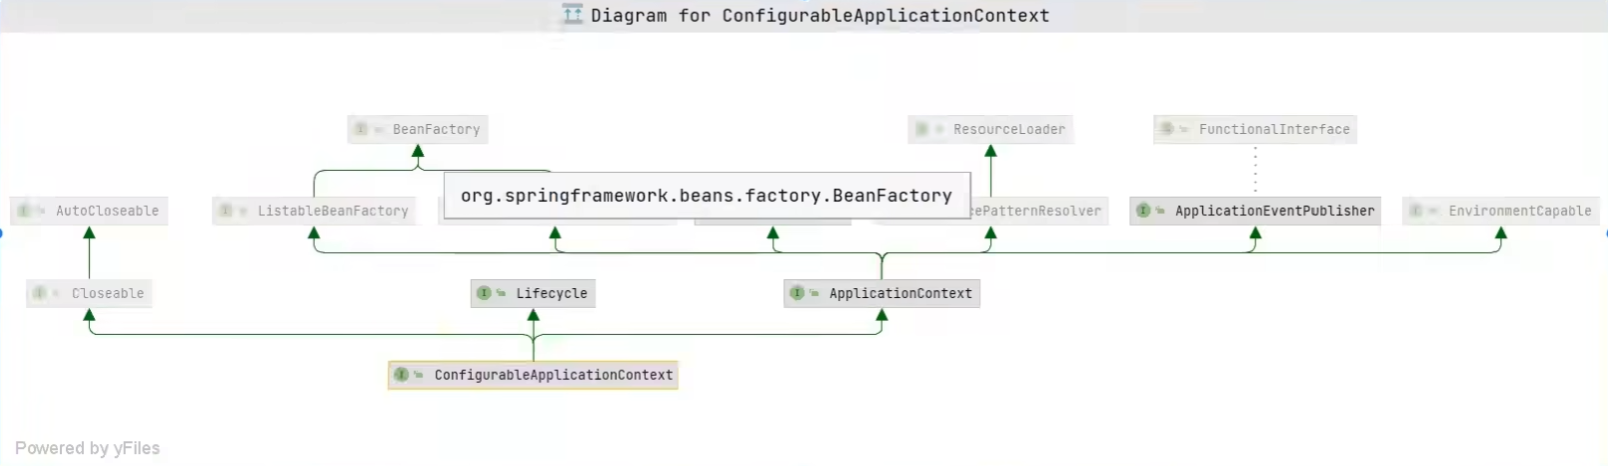 Diagram for ConfigurableApplicationContext
BeanFactory
ResourceLoader
FunctionalInterface
org.springframework.beans.factory.BeanFactory
AutoCloseable
ListableBeanFactory
cePatternResolver
ApplicationEventPublisher
EnvironmentCapable
Closeable
Lifecycle
ApplicationContext
ConfigurableApplicationContext
Powered by yFiles